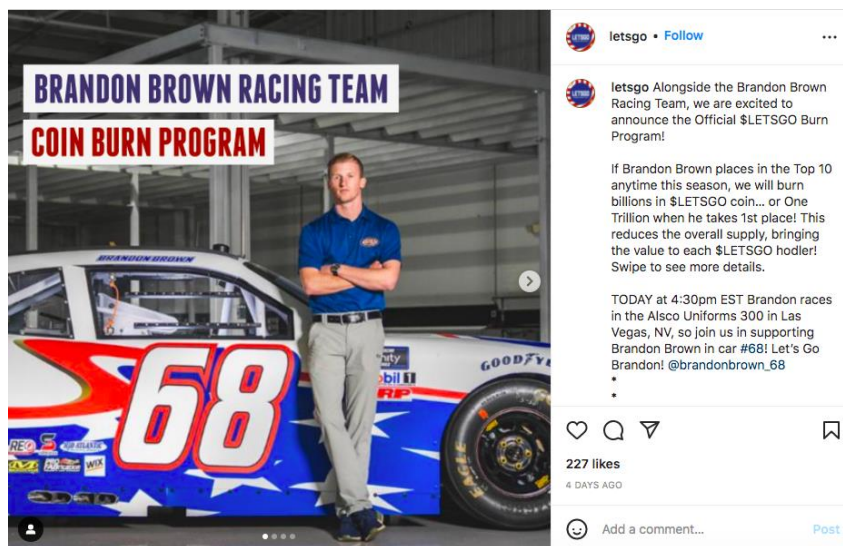 BRANDON BROWN RACING TEAM
COIN BURN PROGRAM
BRANDON BROWN
68
GOODYE
bil 1
RP
WIX
EAGLE
letsgo • Follow
letsgo Alongside the Brandon Brown
Racing Team, we are excited to
announce the Official $LETSGO Burn
Program!
If Brandon Brown places in the Top 10
anytime this season, we will burn
billions in $LETSGO coin... or One
Trillion when he takes 1st place! This
reduces the overall supply, bringing
the value to each $LETSGO hodler!
Swipe to see more details.
TODAY at 4:30pm EST Brandon races
in the Alsco Uniforms 300 in Las
Vegas, NV, so join us in supporting
Brandon Brown in car #68! Let's Go
Brandon! @brandonbrown_68
*
*
227 likes
4 DAYS AGO
Add a comment...
Post